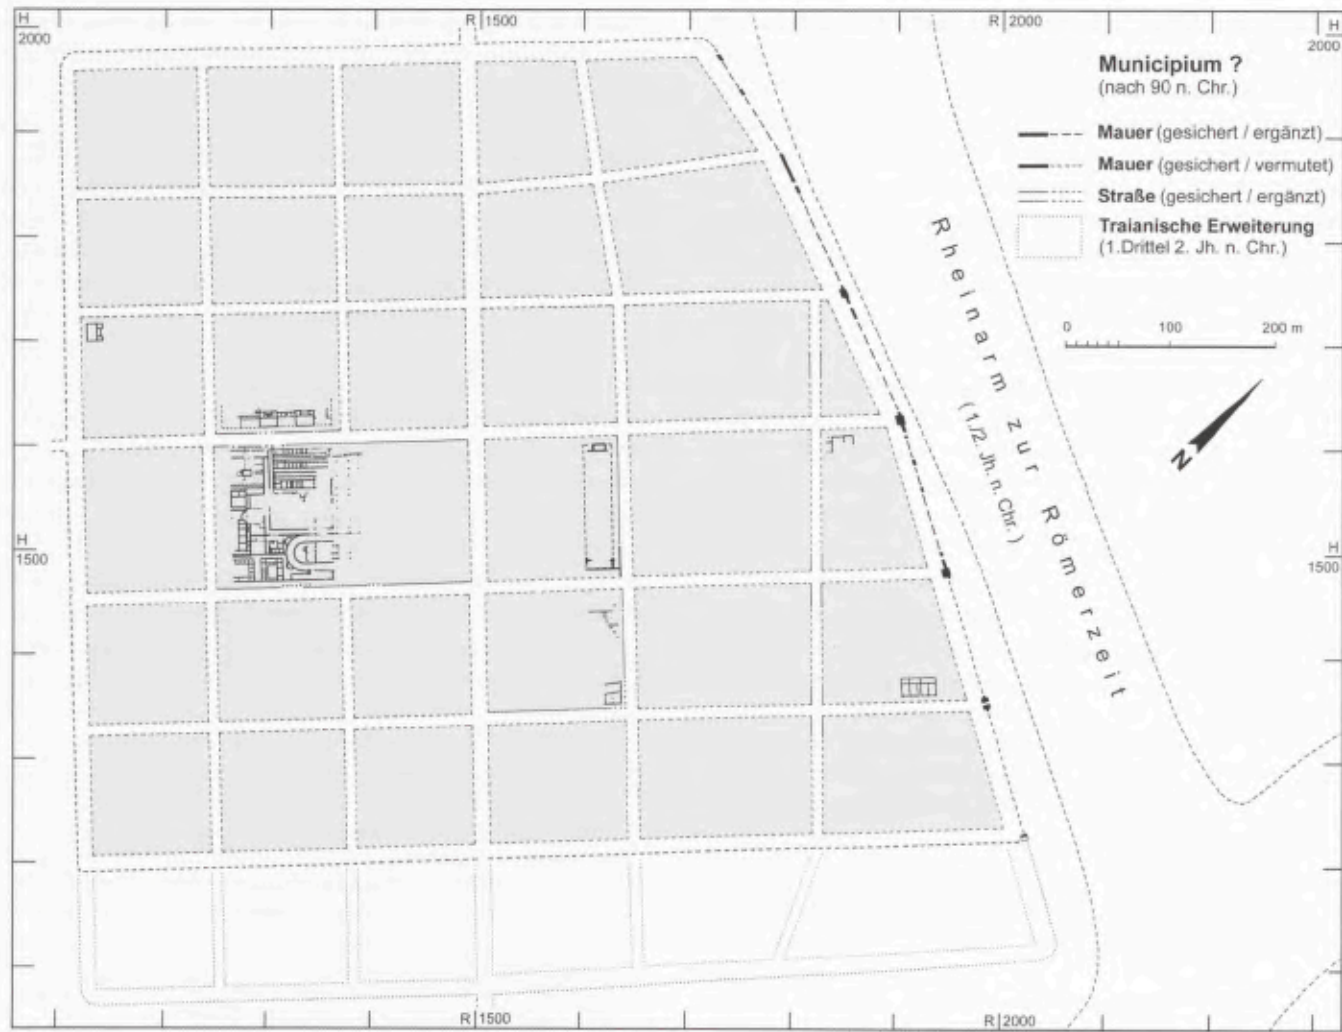 H
2000
R 1500
R 2000
H
2000
Municipium ?
(nach 90 n. Chr.)
Mauer (gesichert / ergänzt)
Mauer (gesichert / vermutet)
Straße (gesichert / ergänzt)
Traianische Erweiterung
(1.Drittel 2. Jh. n. Chr.)
0 100 200 m
N
Rheinarm zur Römerzeit
(1./2. Jh. n. Chr.)
H
1500
H
1500
R 1500
R 2000